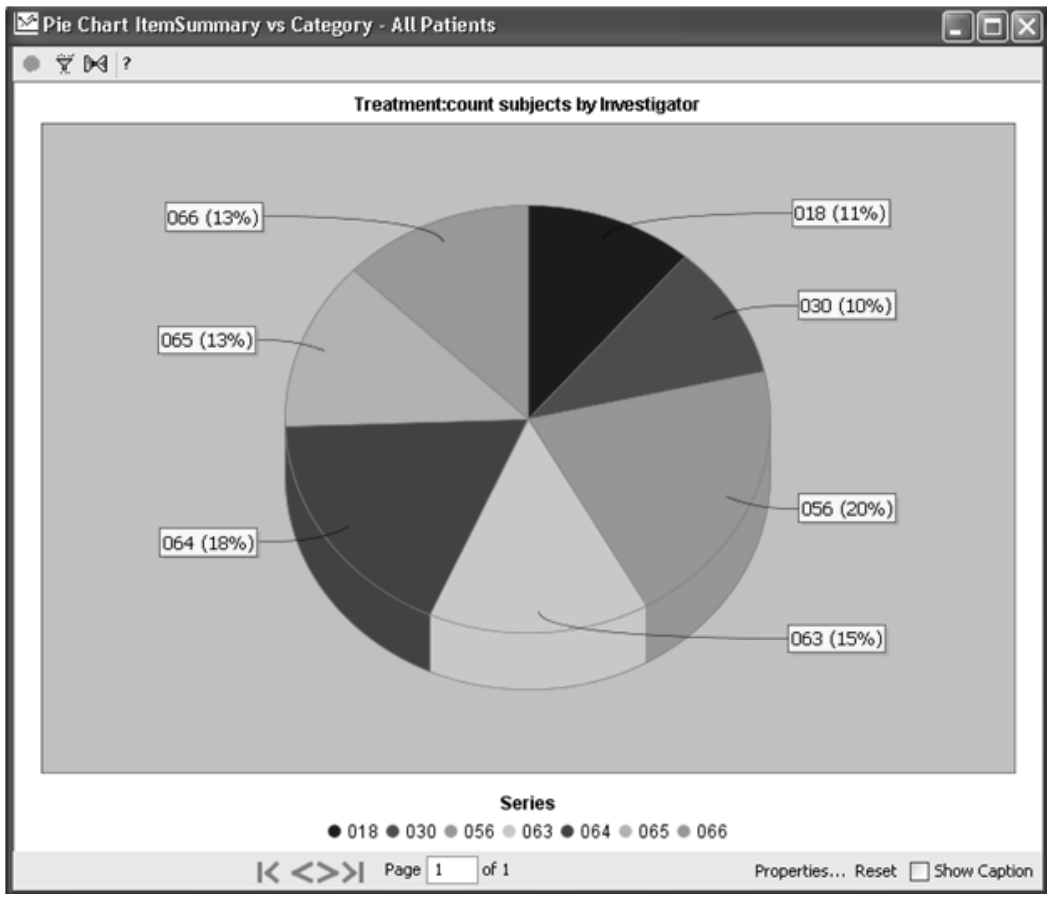 Pie Chart ItemSummary vs Category - All Patients
?
Treatment:count subjects by Investigator
066 (13%)
018 (11%)
030 (10%)
065 (13%)
056 (20%)
064 (18%)
063 (15%)
Series
018 030 056 063 064 065 066
Page 1 of 1 Properties... Reset Show Caption